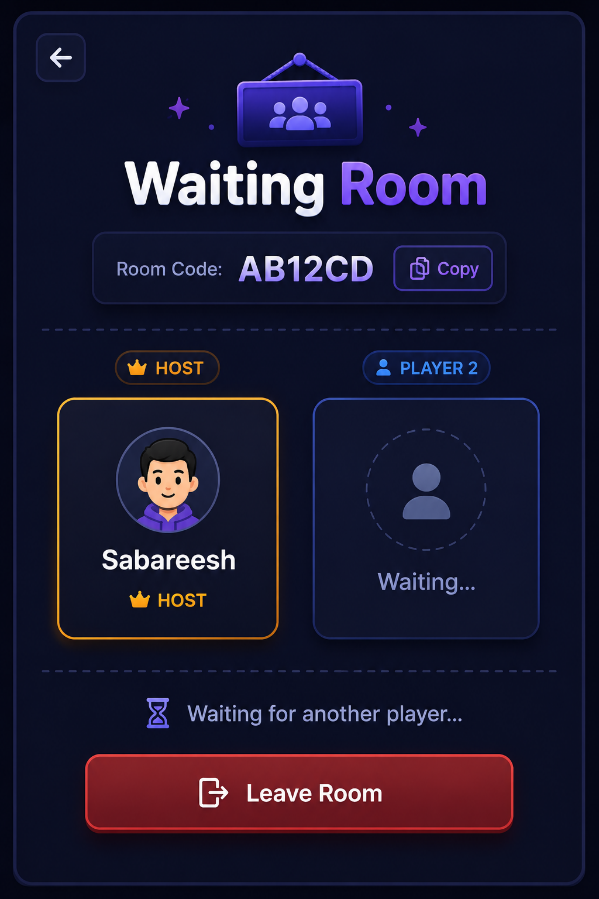 Waiting Room
Room Code: AB12CD Copy
HOST PLAYER 2
Sabareesh
HOST
Waiting...
Waiting for another player...
Leave Room